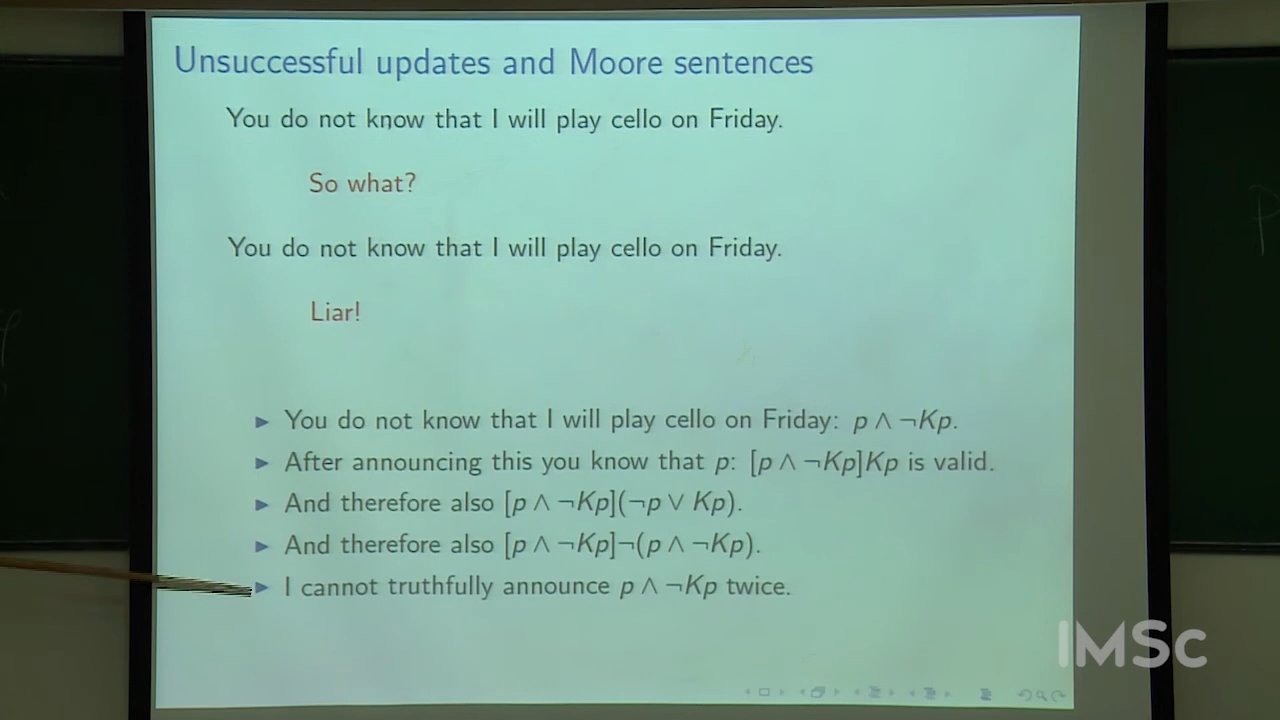 Unsuccessful updates and Moore sentences
You do not know that I will play cello on Friday.
So what?
You do not know that I will play cello on Friday.
Liar!
▶ You do not know that I will play cello on Friday: p ∧ ¬Kp.
▶ After announcing this you know that p: [p ∧ ¬Kp]Kp is valid.
▶ And therefore also [p ∧ ¬Kp](¬p ∨ Kp).
▶ And therefore also [p ∧ ¬Kp]¬(p ∧ ¬Kp).
▶ I cannot truthfully announce p ∧ ¬Kp twice.
IMSc